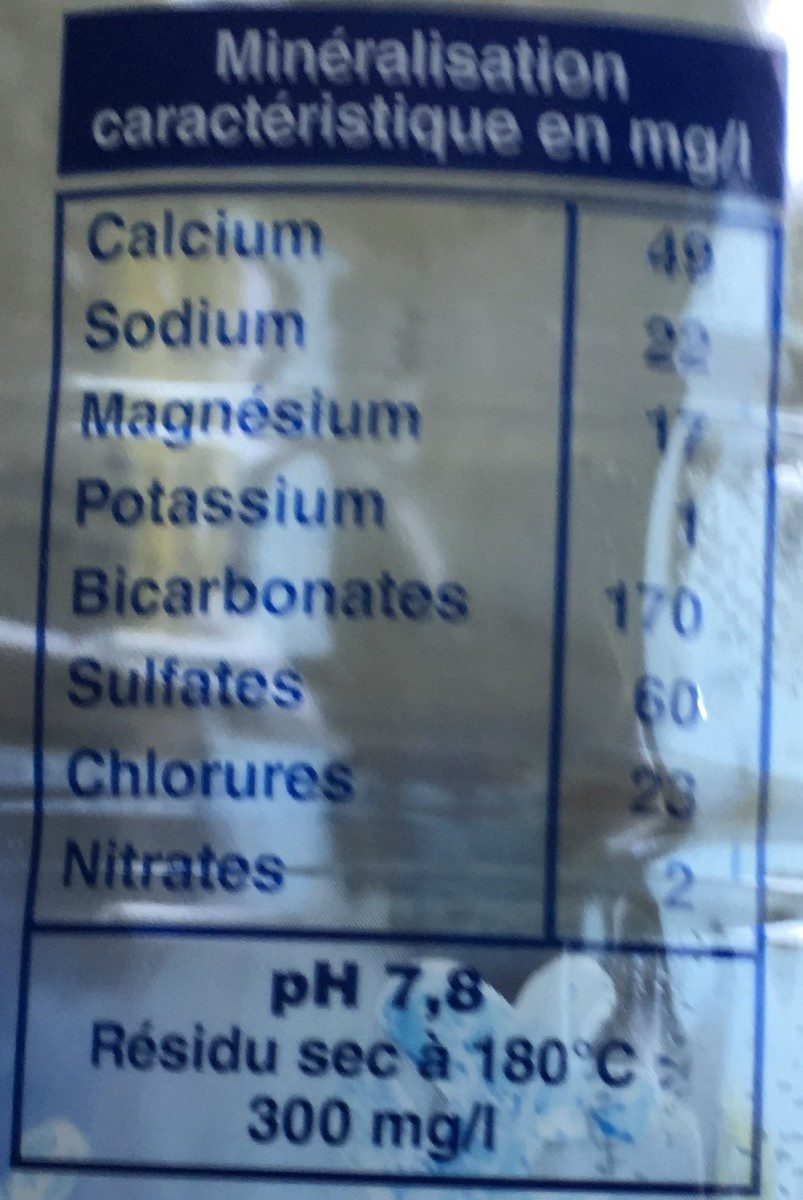 Minéralisation
caractéristique en mg/l
Calcium 49
Sodium 22
Magnésium 17
Potassium 1
Bicarbonates 170
Sulfates 60
Chlorures 28
Nitrates 2
pH 7,8
Résidu sec à 180°C
300 mg/l